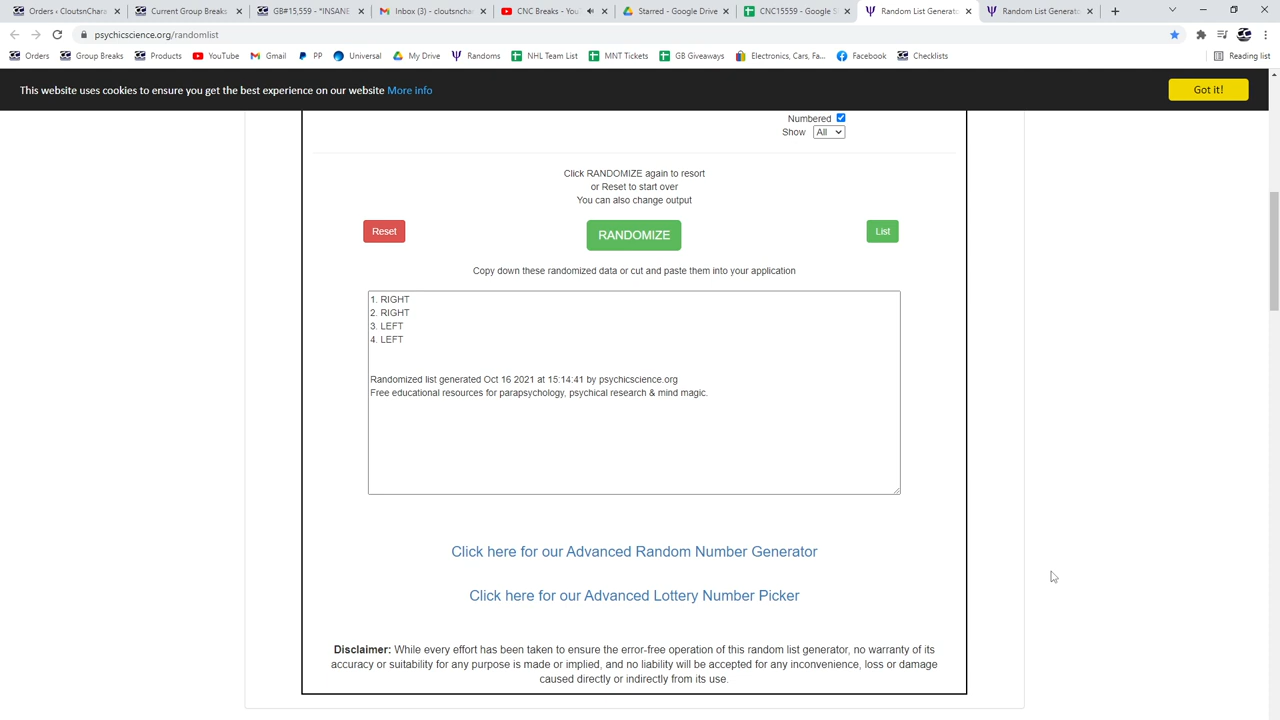 Orders ‹ CloutsnChara
Current Group Breaks
GB#15,559 - *INSANE
Inbox (3) - cloutsnchar
CNC Breaks - You
Starred - Google Drive
CNC15559 - Google S
Random List Generato
Random List Generato
psychicscience.org/randomlist
Orders
Group Breaks
Products
YouTube
Gmail
PP
Universal
My Drive
Randoms
NHL Team List
MNT Tickets
GB Giveaways
Electronics, Cars, Fa...
Facebook
Checklists
Reading list
This website uses cookies to ensure you get the best experience on our website More info
Got it!
Numbered
Show All
Click RANDOMIZE again to resort
or Reset to start over
You can also change output
Reset
RANDOMIZE
List
Copy down these randomized data or cut and paste them into your application
1. RIGHT
2. RIGHT
3. LEFT
4. LEFT
Randomized list generated Oct 16 2021 at 15:14:41 by psychicscience.org
Free educational resources for parapsychology, psychical research & mind magic.
Click here for our Advanced Random Number Generator
Click here for our Advanced Lottery Number Picker
Disclaimer: While every effort has been taken to ensure the error-free operation of this random list generator, no warranty of its
accuracy or suitability for any purpose is made or implied, and no liability will be accepted for any inconvenience, loss or damage
caused directly or indirectly from its use.